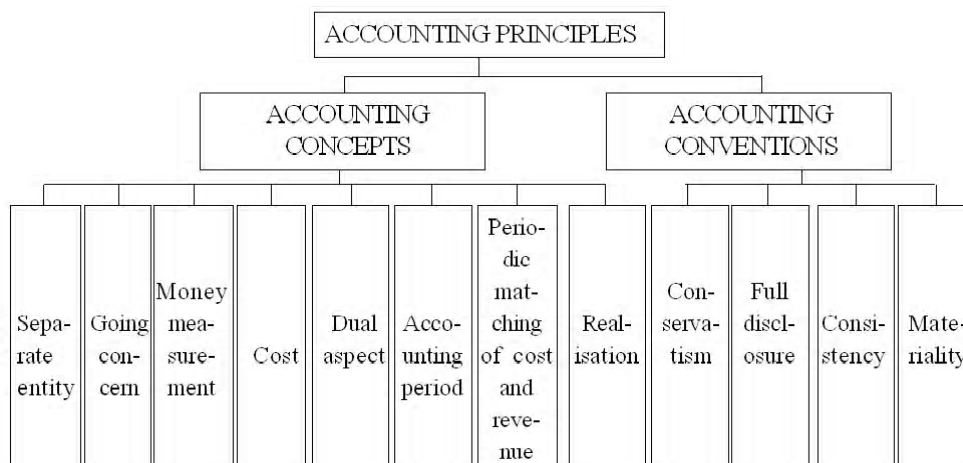 ACCOUNTING PRINCIPLES
ACCOUNTING
CONCEPTS
ACCOUNTING
CONVENTIONS
Sepa-
rate
entity
Going
con-
cern
Money
mea-
sure-
ment
Cost
Dual
aspect
Acco-
unting
period
Perio-
dic
mat-
ching
of cost
and
reve-
nue
Real-
isation
Con-
serva-
tism
Full
discl-
osure
Consi-
stency
Mate-
riality